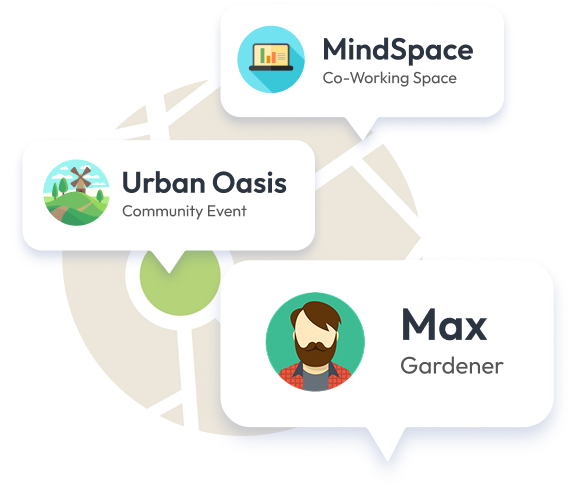 MindSpace
Co-Working Space
Urban Oasis
Community Event
Max
Gardener